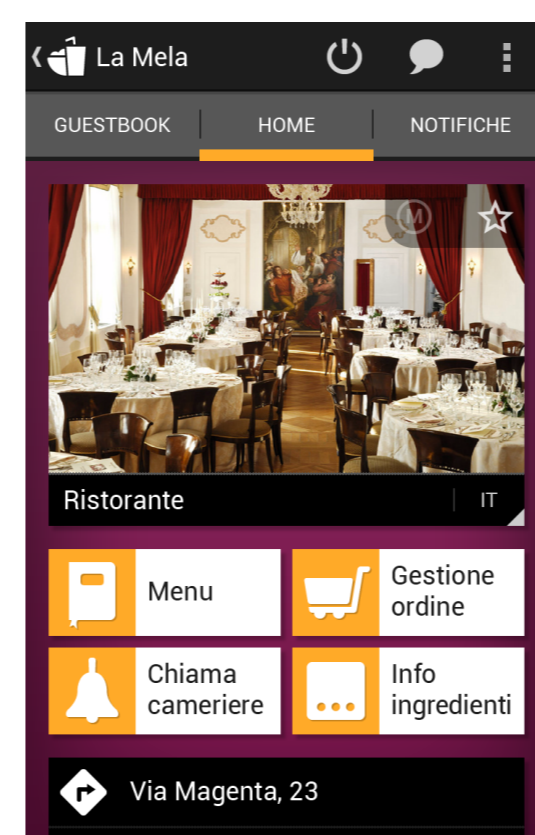 La Mela
GUESTBOOK
HOME
NOTIFICHE
M
Ristorante
IT
Menu
Gestione
ordine
Chiama
cameriere
Info
ingredienti
Via Magenta, 23